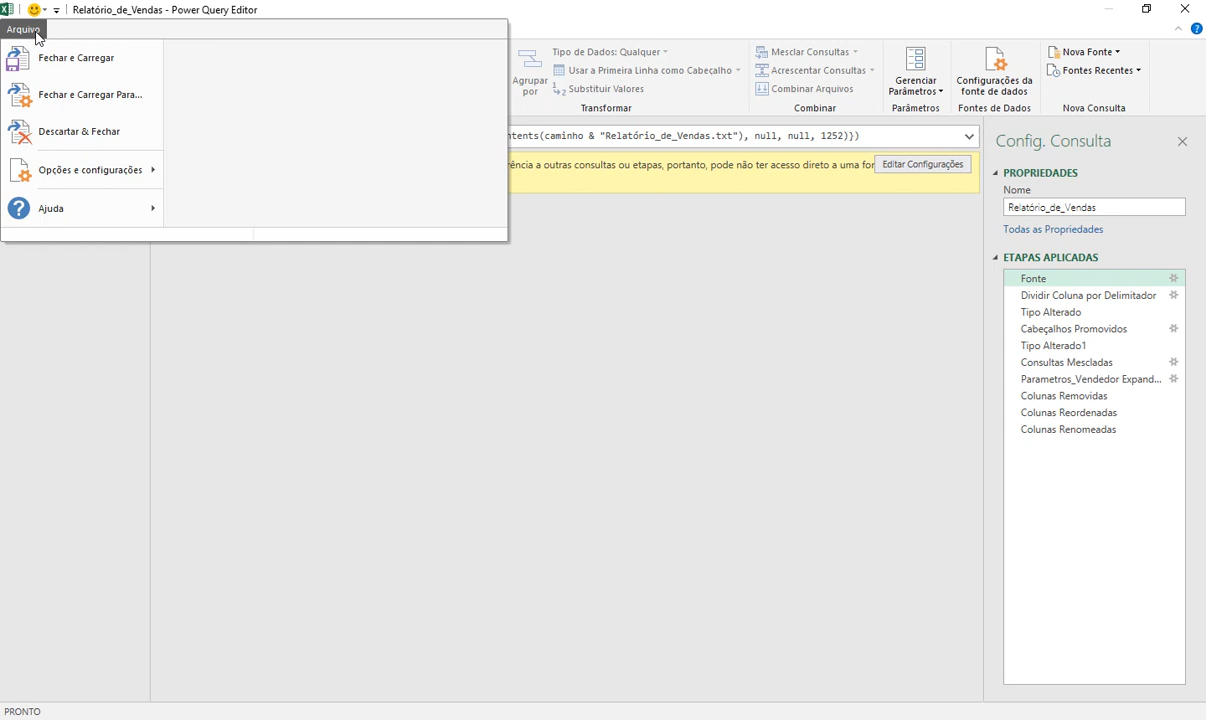 Relatório_de_Vendas - Power Query Editor
Arquivo
Fechar e Carregar
Fechar e Carregar Para...
Descartar & Fechar
Opções e configurações
Ajuda
Agrupar por
Tipo de Dados: Qualquer
Usar a Primeira Linha como Cabeçalho
Substituir Valores
Transformar
Mesclar Consultas
Acrescentar Consultas
Combinar Arquivos
Combinar
Gerenciar Parâmetros
Parâmetros
Configurações da fonte de dados
Fontes de Dados
Nova Fonte
Fontes Recentes
Nova Consulta
ntents(caminho & "Relatório_de_Vendas.txt"), null, null, 1252)})
rência a outras consultas ou etapas, portanto, pode não ter acesso direto a uma for
Editar Configurações
Config. Consulta
PROPRIEDADES
Nome
Relatório_de_Vendas
Todas as Propriedades
ETAPAS APLICADAS
Fonte
Dividir Coluna por Delimitador
Tipo Alterado
Cabeçalhos Promovidos
Tipo Alterado1
Consultas Mescladas
Parametros_Vendedor Expand...
Colunas Removidas
Colunas Reordenadas
Colunas Renomeadas
PRONTO